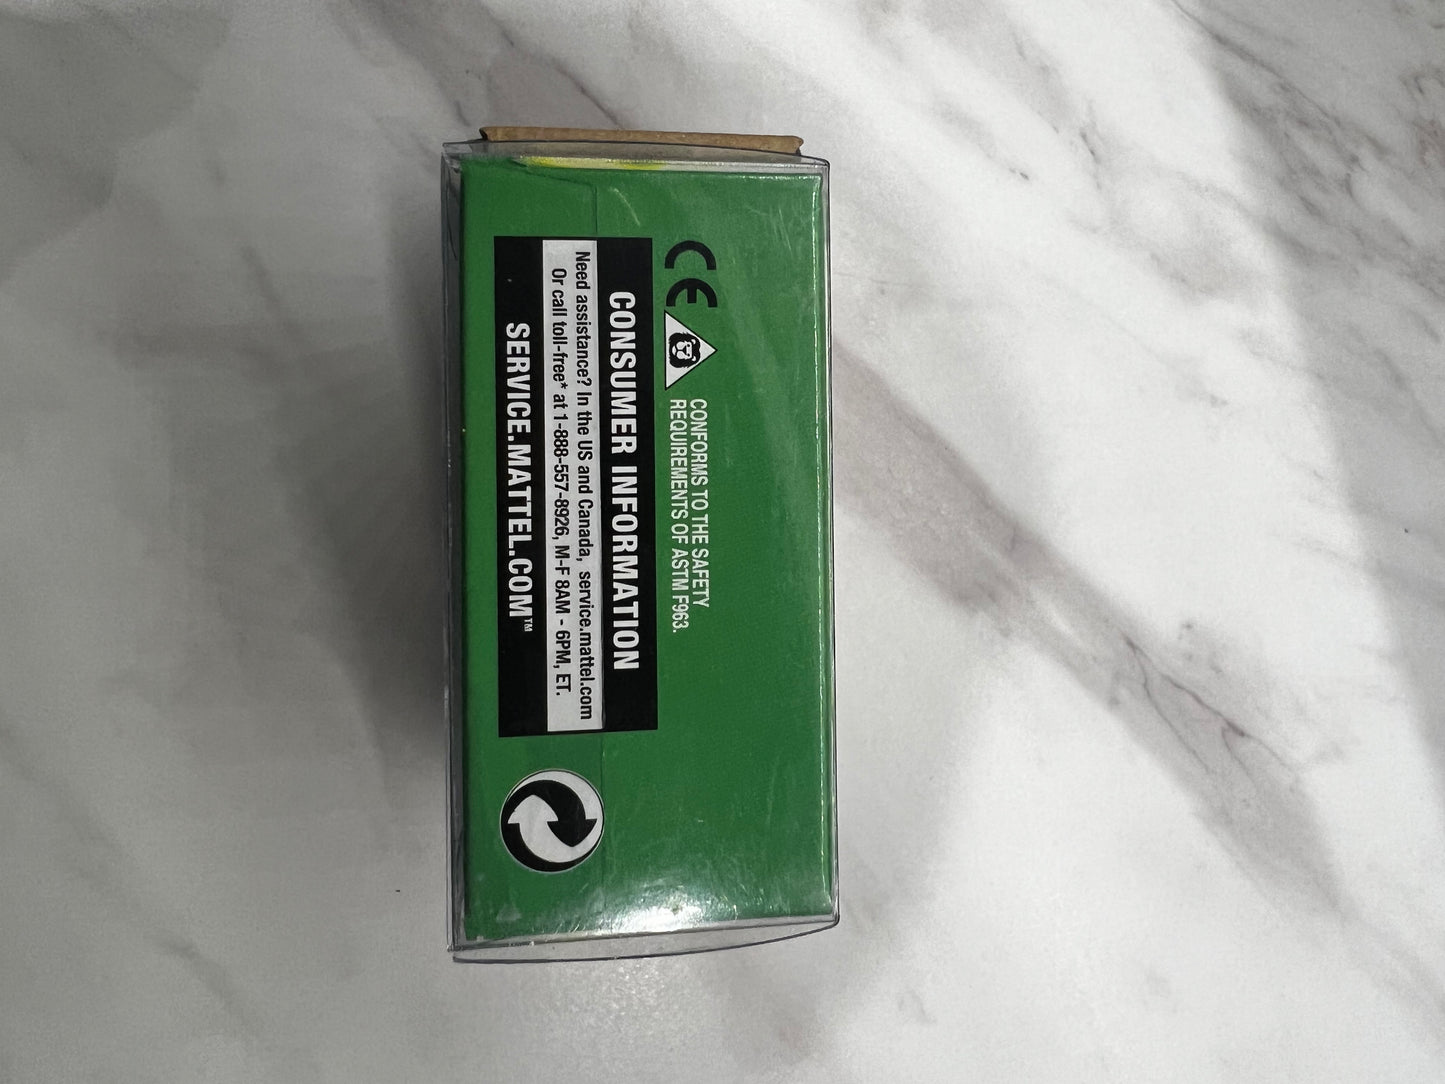 CE
CONFORMS TO THE SAFETY
REQUIREMENTS OF ASTM F963.
CONSUMER INFORMATION
Need assistance? In the US and Canada, service.mattel.com
Or call toll-free* at 1-888-557-8926, M-F 8AM - 6PM, ET.
SERVICE.MATTEL.COM™